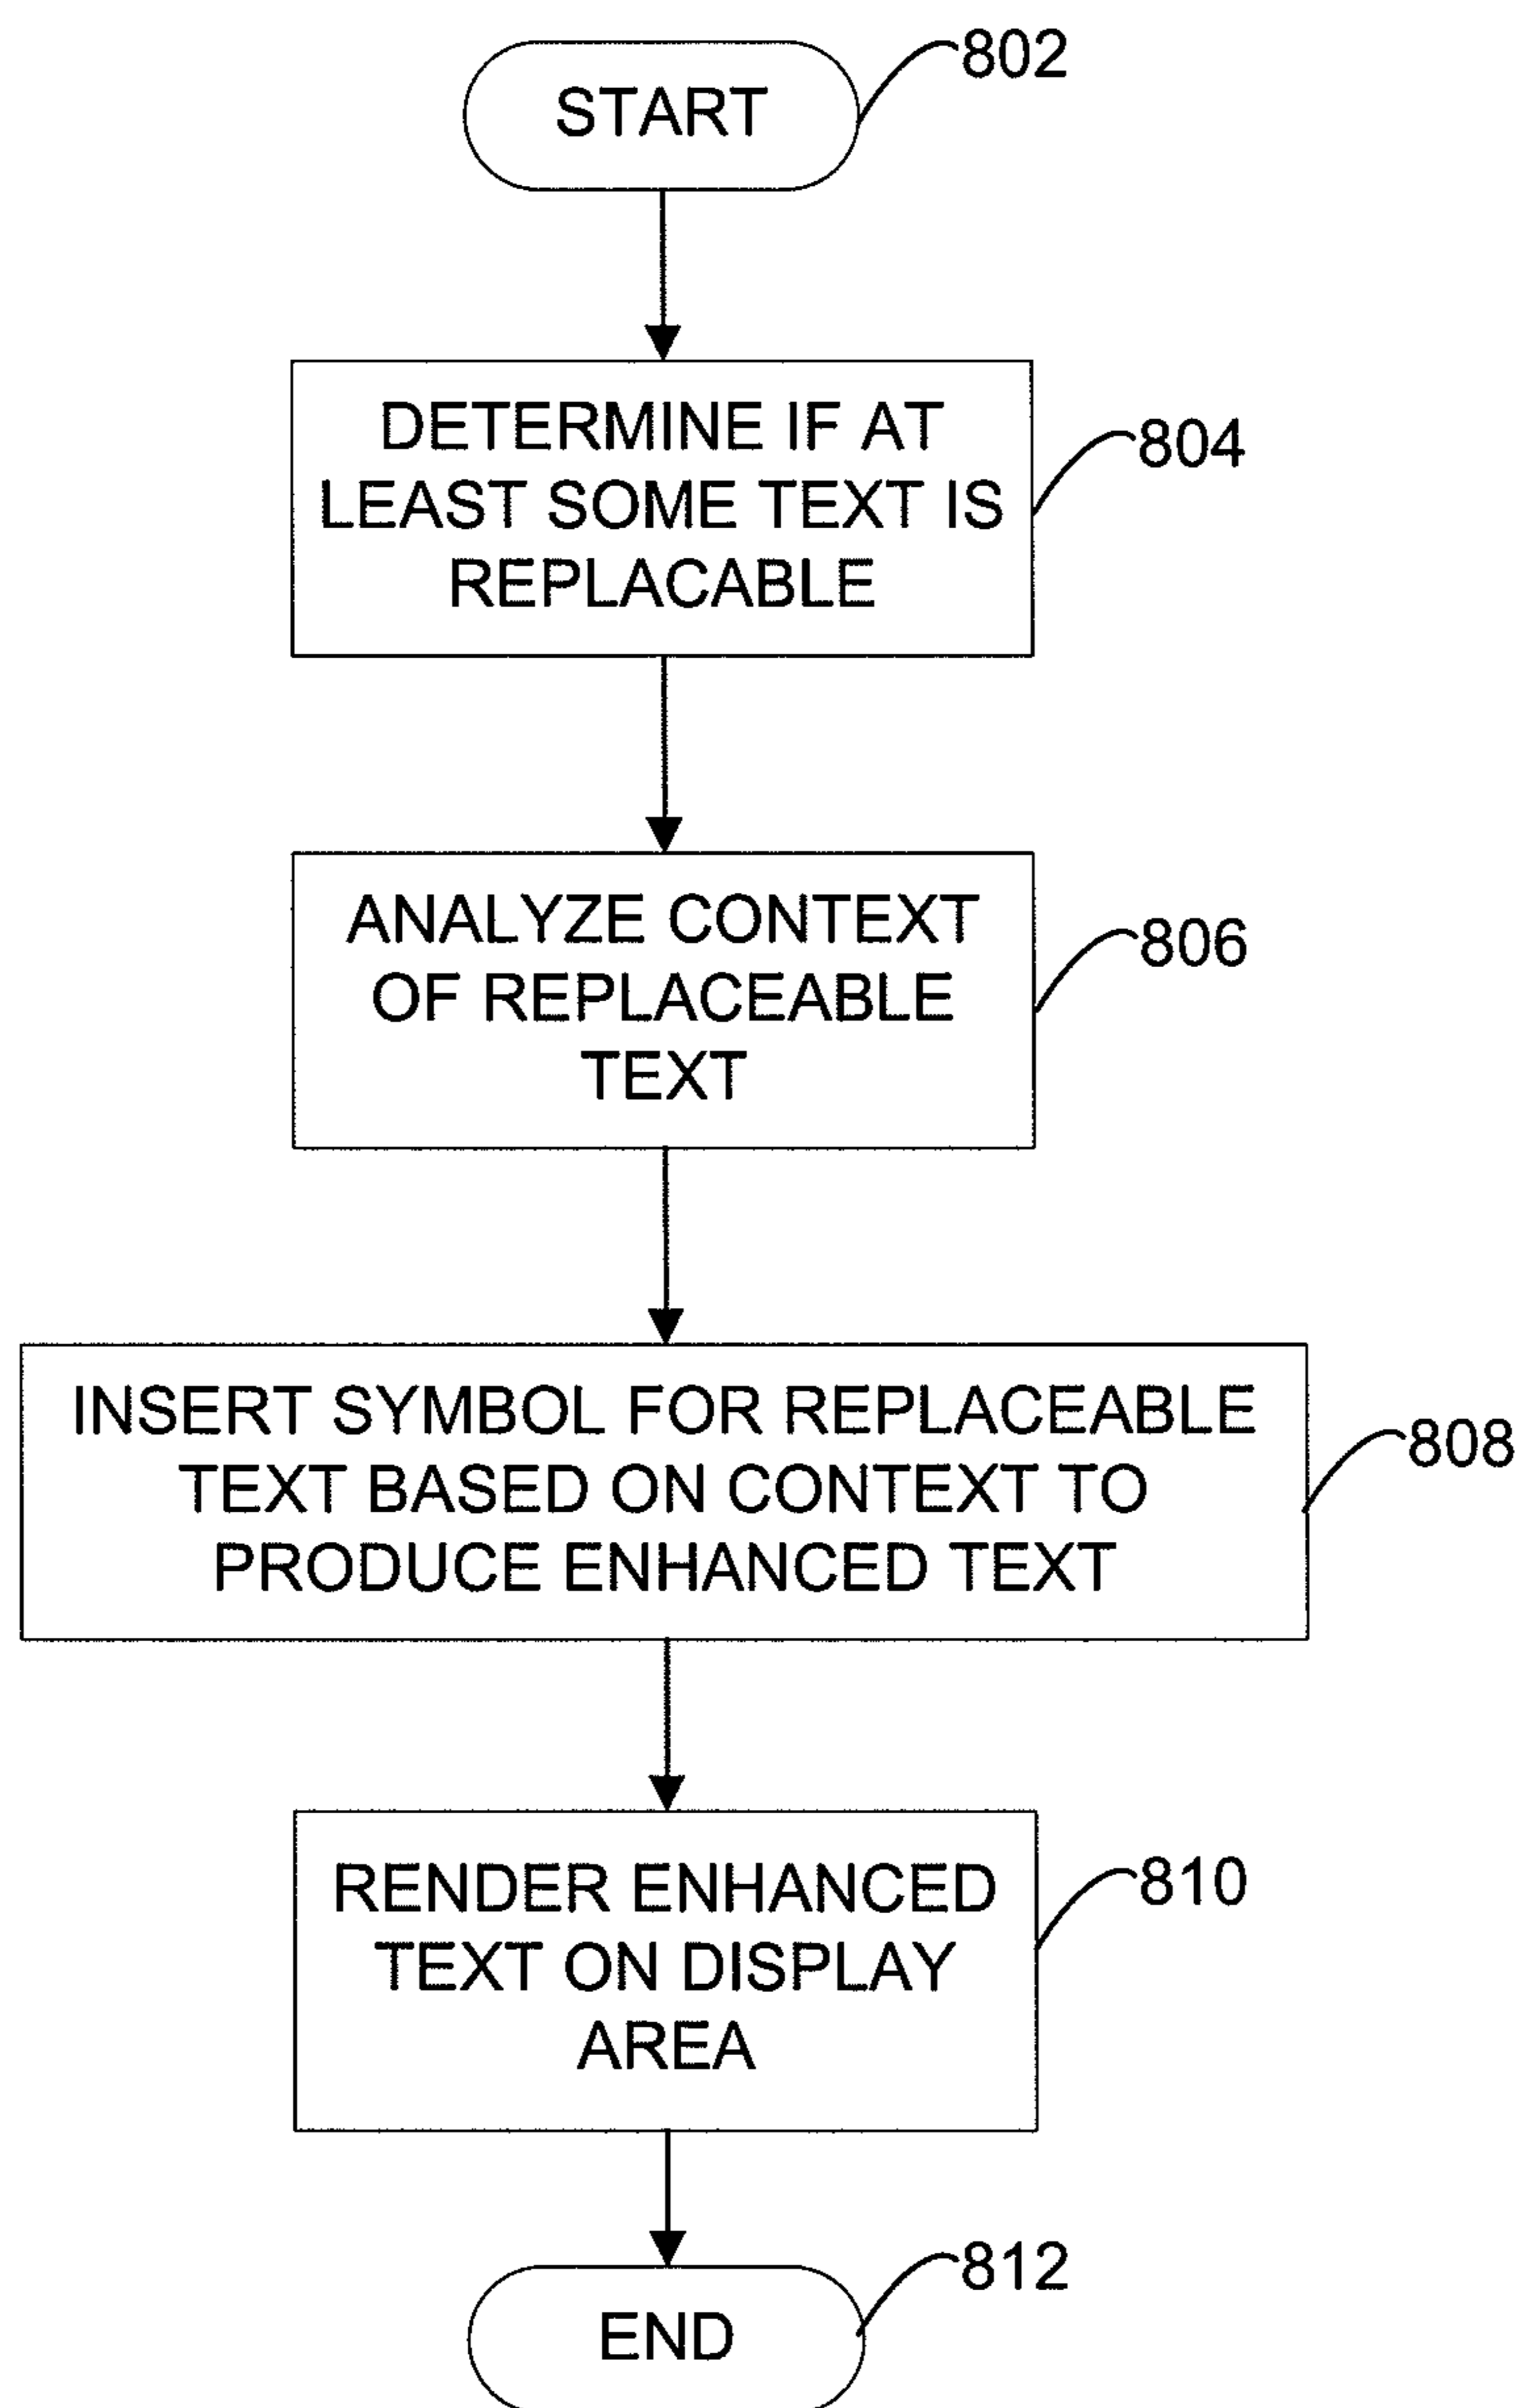 START
802
DETERMINE IF AT
LEAST SOME TEXT IS
REPLACABLE
804
ANALYZE CONTEXT
OF REPLACEABLE
TEXT
806
INSERT SYMBOL FOR REPLACEABLE
TEXT BASED ON CONTEXT TO
PRODUCE ENHANCED TEXT
808
RENDER ENHANCED
TEXT ON DISPLAY
AREA
810
END
812